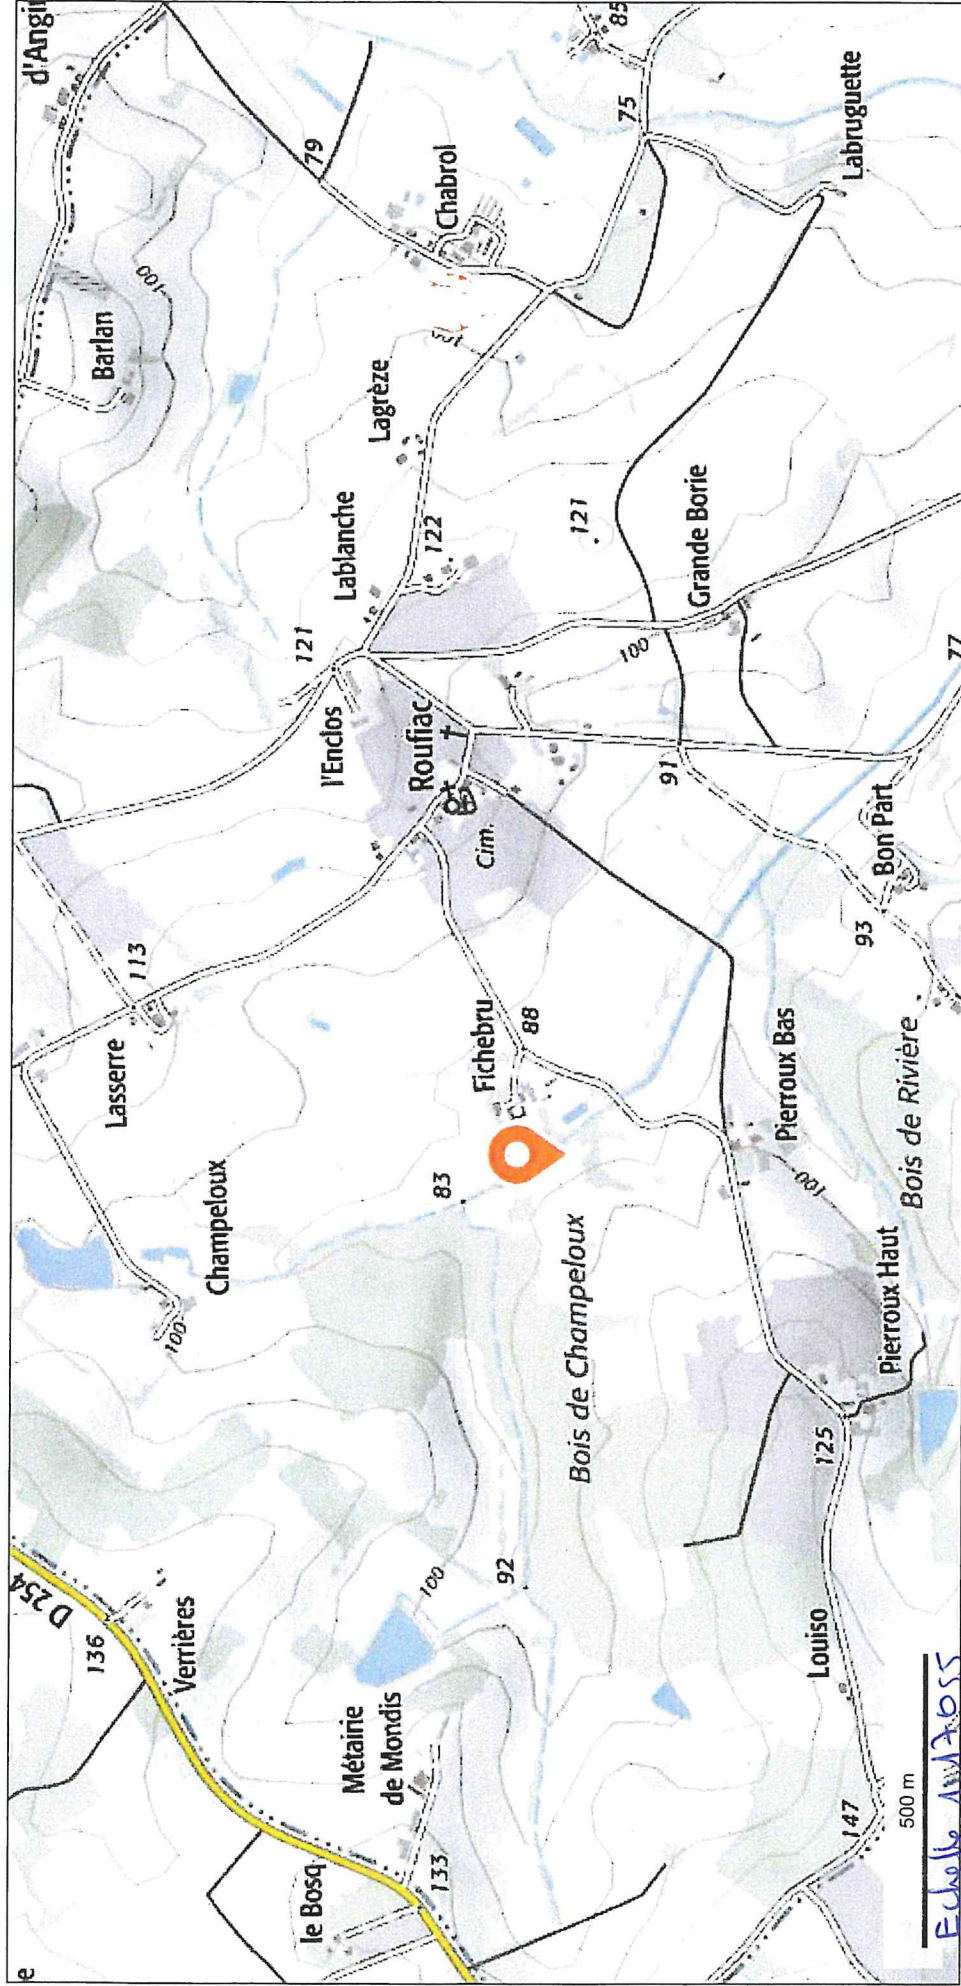 e
d'Angi
D 254
136
Barlan
Lasserre
113
100
Verrières
100
Champeloux
121
79
le Bosq
l'Enclos
Lablanche
Métairie
de Mondis
Lagrèze
Roufiac
133
100
83
122
Chabrol
Cim.
Fichebru
92
88
Bois de Champeloux
121
100
75
85
91
Grande Borie
Pierroux Bas
Louiso
125
100
147
93
Bon Part
Labruguette
Pierroux Haut
Bois de Rivière
500 m
77
Echelle 1/17055